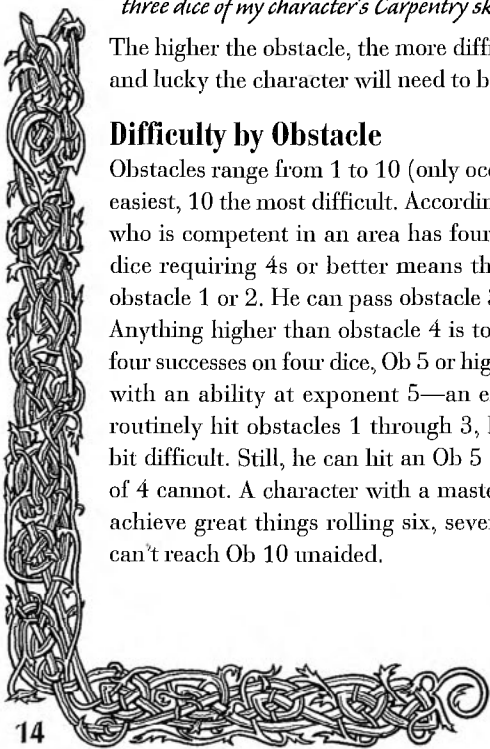 three dice of my character's Carpentry sk
The higher the obstacle, the more diffi
and lucky the character will need to b
Difficulty by Obstacle
Obstacles range from 1 to 10 (only occ
easiest, 10 the most difficult. Accordin
who is competent in an area has four
dice requiring 4s or better means th
obstacle 1 or 2. He can pass obstacle 3
Anything higher than obstacle 4 is to
four successes on four dice, Ob 5 or hig
with an ability at exponent 5—an e
routinely hit obstacles 1 through 3, l
bit difficult. Still, he can hit an Ob 5
of 4 cannot. A character with a maste
achieve great things rolling six, seve
can't reach Ob 10 unaided.
14